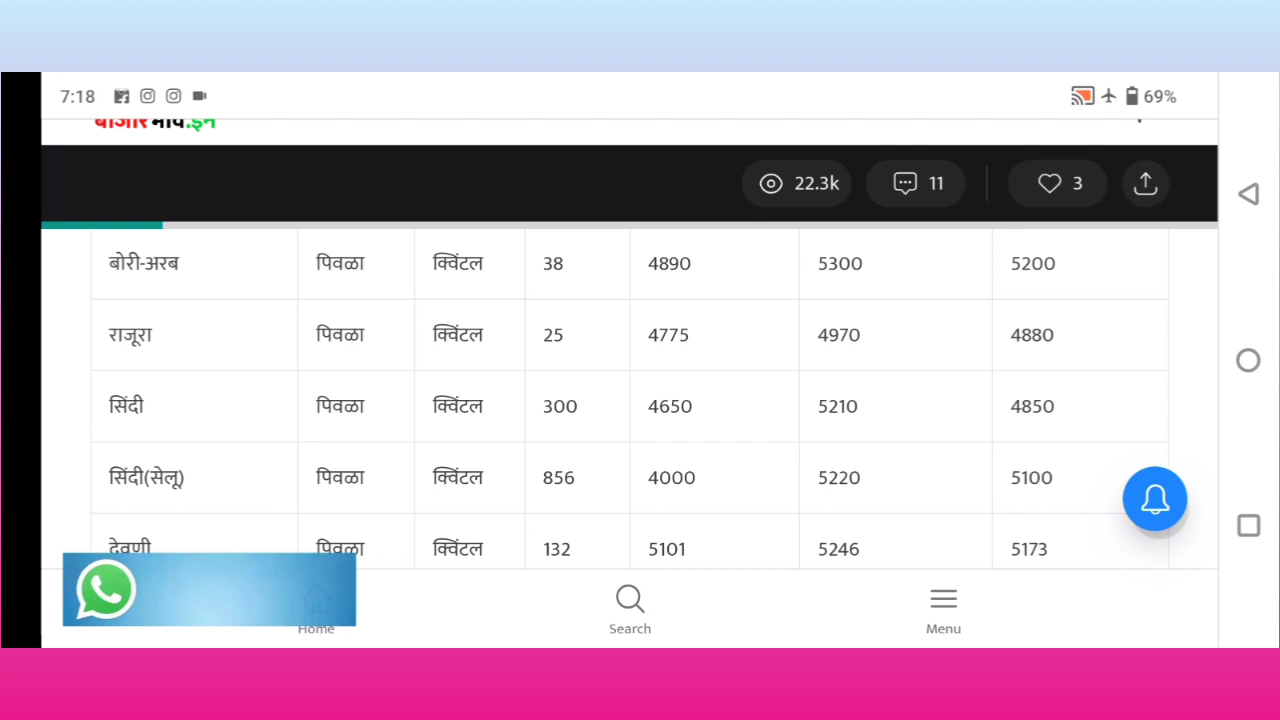 7:18 69%
बाजार भाव.इन
22.3k 11 3
बोरी-अरब पिवळा क्विंटल 38 4890 5300 5200
राजूरा पिवळा क्विंटल 25 4775 4970 4880
सिंदी पिवळा क्विंटल 300 4650 5210 4850
सिंदी(सेलू) पिवळा क्विंटल 856 4000 5220 5100
देवणी पिवळा क्विंटल 132 5101 5246 5173
Home Search Menu